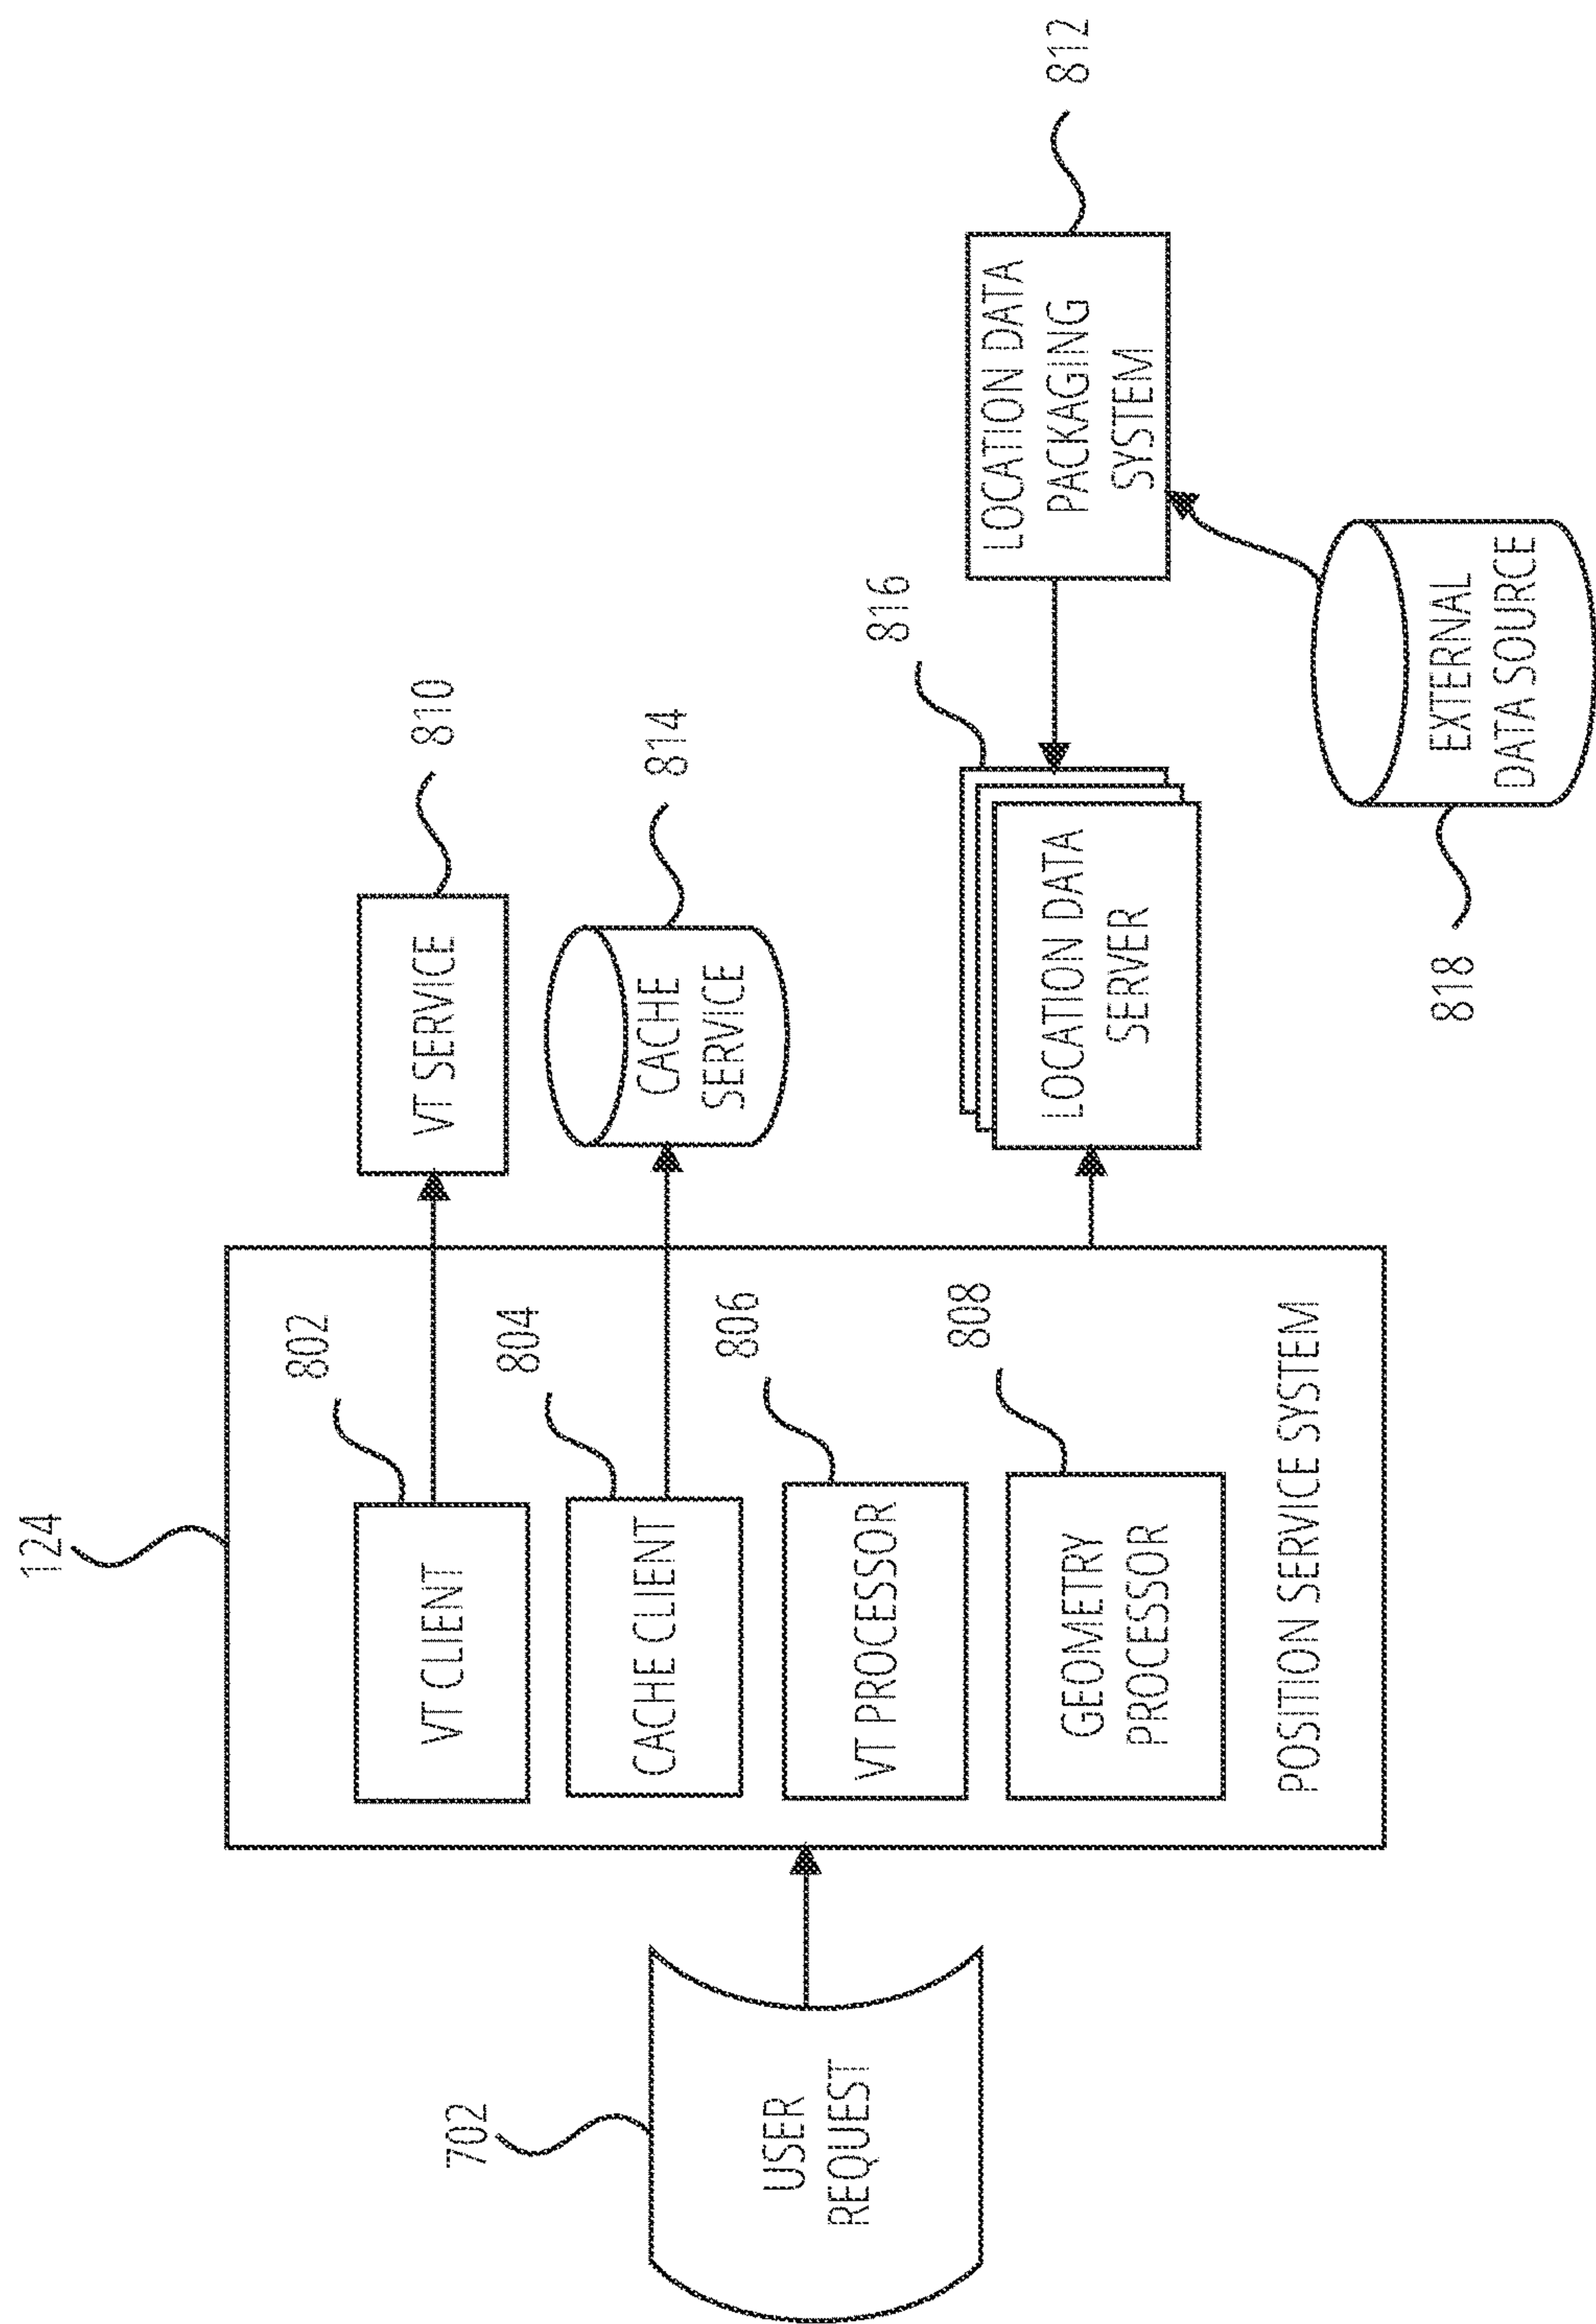 124
802
VT CLIENT
804
CACHE CLIENT
806
VT PROCESSOR
808
GEOMETRY
PROCESSOR
POSITION SERVICE SYSTEM
702
USER
REQUEST
VT SERVICE
810
CACHE
SERVICE
814
LOCATION DATA
SERVER
816
LOCATION DATA
PACKAGING
SYSTEM
812
EXTERNAL
DATA SOURCE
818